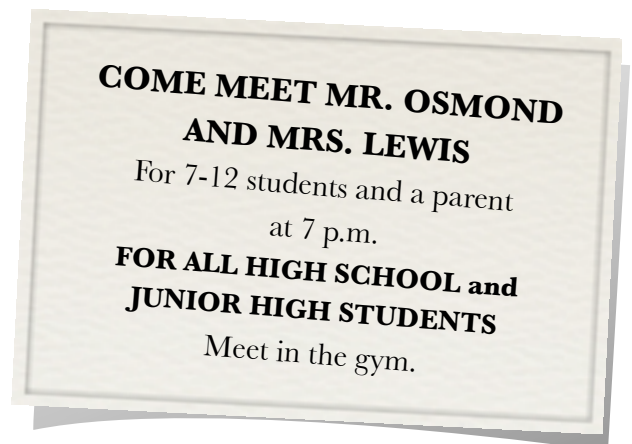 COME MEET MR. OSMOND
AND MRS. LEWIS
For 7-12 students and a parent
at 7 p.m.
FOR ALL HIGH SCHOOL and
JUNIOR HIGH STUDENTS
Meet in the gym.